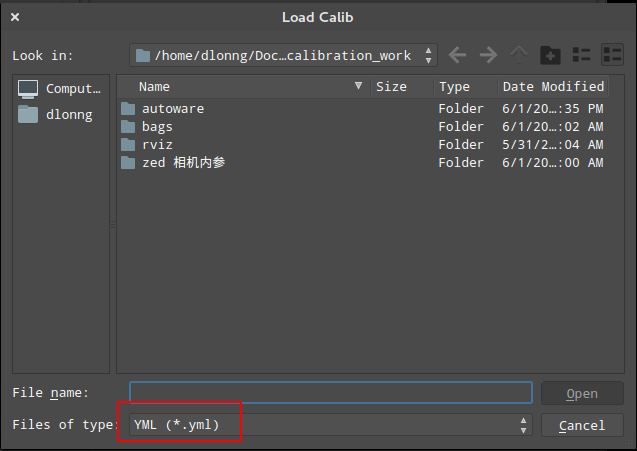 Load Calib
Look in: /home/dlonng/Doc…calibration_work
Comput…
dlonng
Name Size Type Date Modified
autoware Folder 6/1/20…:35 PM
bags Folder 6/1/20…:02 AM
rviz Folder 5/31/2…:04 AM
zed 相机内参 Folder 6/1/20…:00 AM
File name: Open
Files of type: YML (*.yml) Cancel